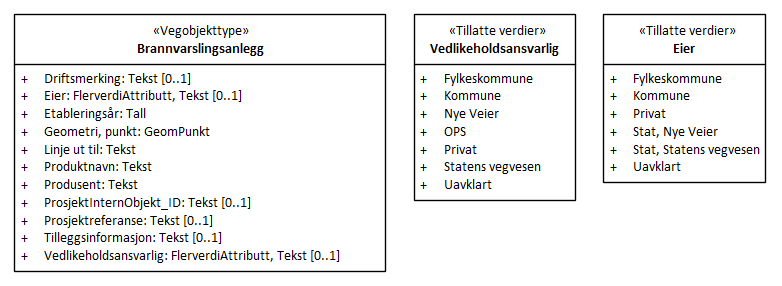 «Vegobjekttype»
Brannvarslingsanlegg
+ Driftsmerking: Tekst [0..1]
+ Eier: FlerverdiAttributt, Tekst [0..1]
+ Etableringsår: Tall
+ Geometri, punkt: GeomPunkt
+ Linje ut til: Tekst
+ Produktnavn: Tekst
+ Produsent: Tekst
+ ProsjektInternObjekt_ID: Tekst [0..1]
+ Prosjektreferanse: Tekst [0..1]
+ Tilleggsinformasjon: Tekst [0..1]
+ Vedlikeholdsansvarlig: FlerverdiAttributt, Tekst [0..1]
«Tillatte verdier»
Vedlikeholdsansvarlig
+ Fylkeskommune
+ Kommune
+ Nye Veier
+ OPS
+ Privat
+ Statens vegvesen
+ Uavklart
«Tillatte verdier»
Eier
+ Fylkeskommune
+ Kommune
+ Privat
+ Stat, Nye Veier
+ Stat, Statens vegvesen
+ Uavklart